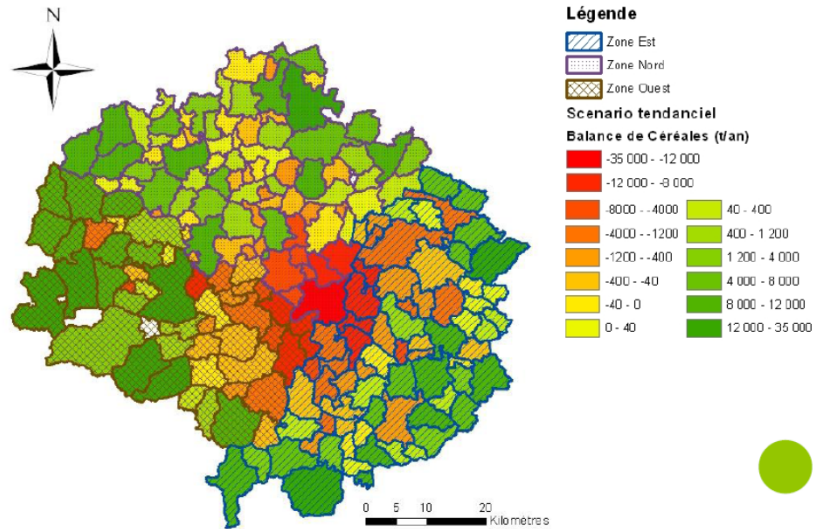 N
Légende
Zone Est
Zone Nord
Zone Ouest
Scenario tendanciel
Balance de Céréales (t/an)
-35 000 - -12 000
-12 000 - -8 000
-8000 - -4000
-4000 - -1200
-1200 - -400
-400 - -40
-40 - 0
0 - 40
40 - 400
400 - 1 200
1 200 - 4 000
4 000 - 8 000
8 000 - 12 000
12 000 - 35 000
0 5 10 20
Kilomètres